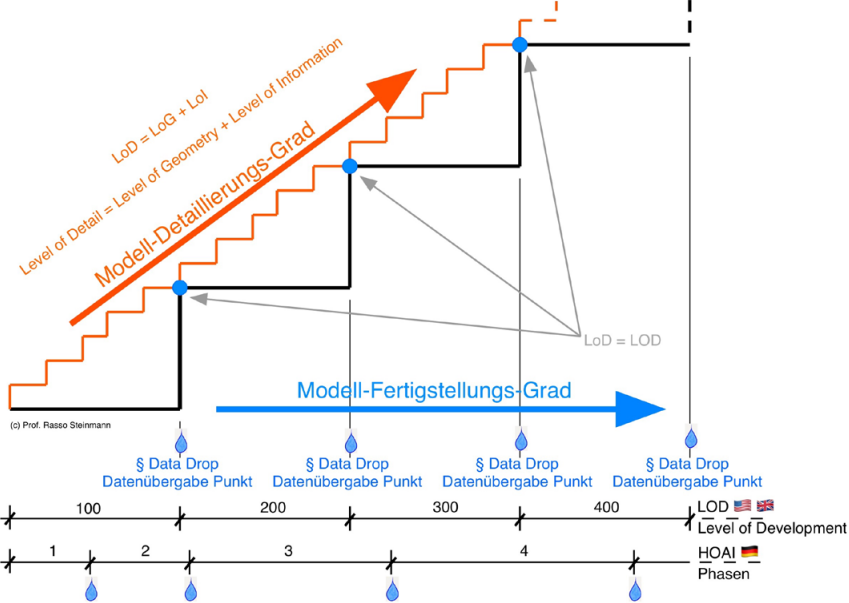 LoD = LoG + LoI
Level of Detail = Level of Geometry + Level of Information
Modell-Detaillierungs-Grad
LoD = LOD
Modell-Fertigstellungs-Grad
(c) Prof. Rasso Steinmann
§ Data Drop
Datenübergabe Punkt
§ Data Drop
Datenübergabe Punkt
§ Data Drop
Datenübergabe Punkt
§ Data Drop
Datenübergabe Punkt
100 200 300 400 LOD
Level of Development
1 2 3 4 HOAI
Phasen